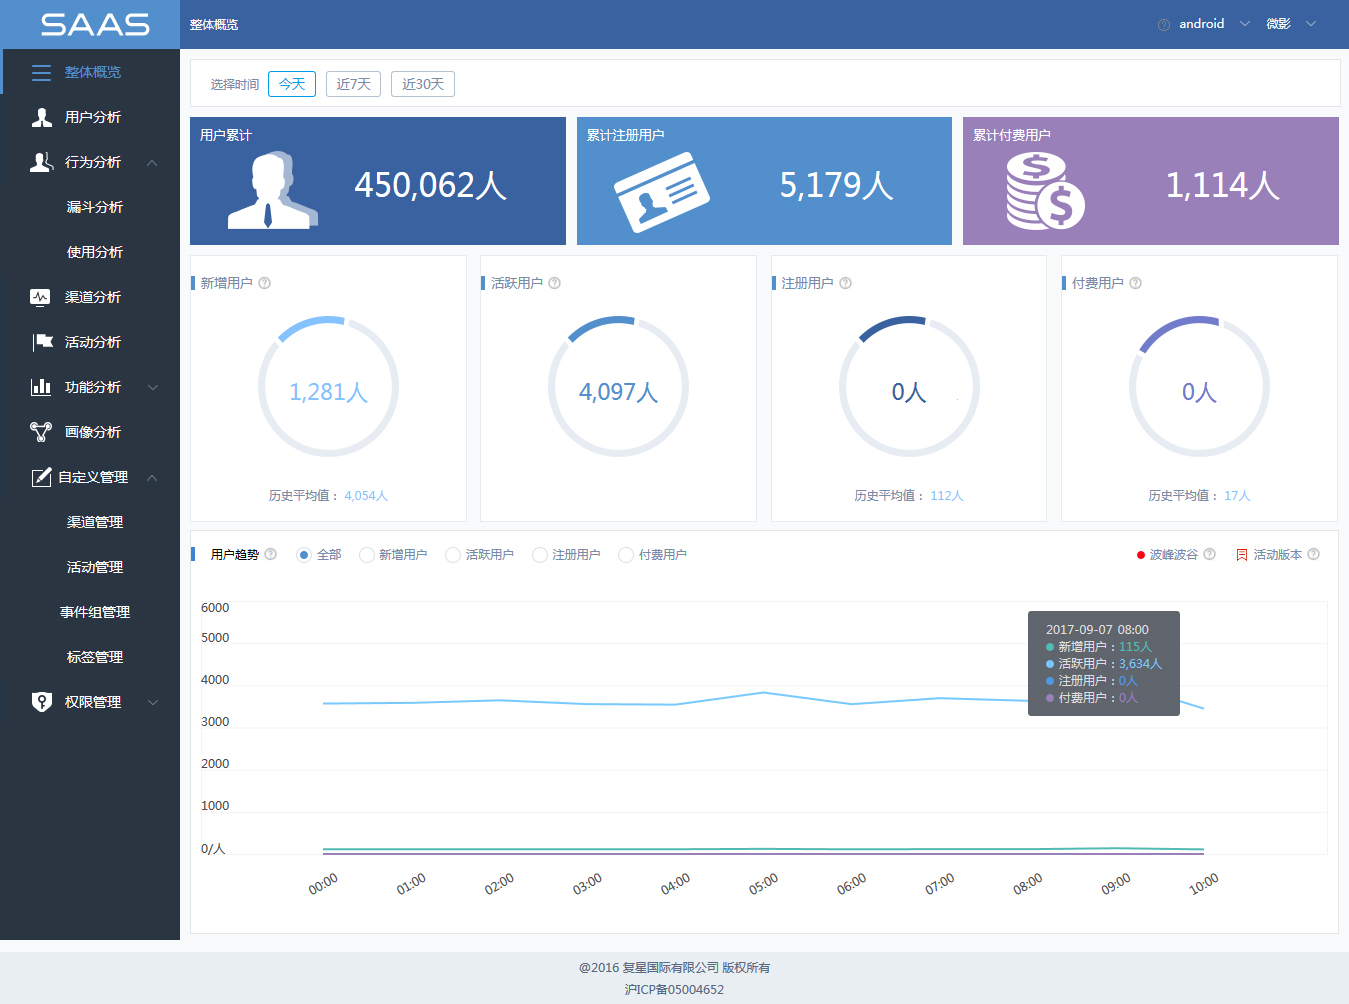 SAAS
整体概览
android
微影
整体概览
用户分析
行为分析
漏斗分析
使用分析
渠道分析
活动分析
功能分析
画像分析
自定义管理
渠道管理
活动管理
事件组管理
标签管理
权限管理
选择时间 今天 近7天 近30天
用户累计
450,062人
累计注册用户
5,179人
累计付费用户
1,114人
新增用户
1,281人
历史平均值： 4,054人
活跃用户
4,097人
注册用户
0人
历史平均值： 112人
付费用户
0人
历史平均值： 17人
用户趋势 全部 新增用户 活跃用户 注册用户 付费用户
波峰波谷 活动版本
6000
5000
4000
3000
2000
1000
0/人
2017-09-07 08:00
新增用户：115人
活跃用户：3,634人
注册用户：0人
付费用户：0人
00:00 01:00 02:00 03:00 04:00 05:00 06:00 07:00 08:00 09:00 10:00
@2016 复星国际有限公司 版权所有
沪ICP备05004652